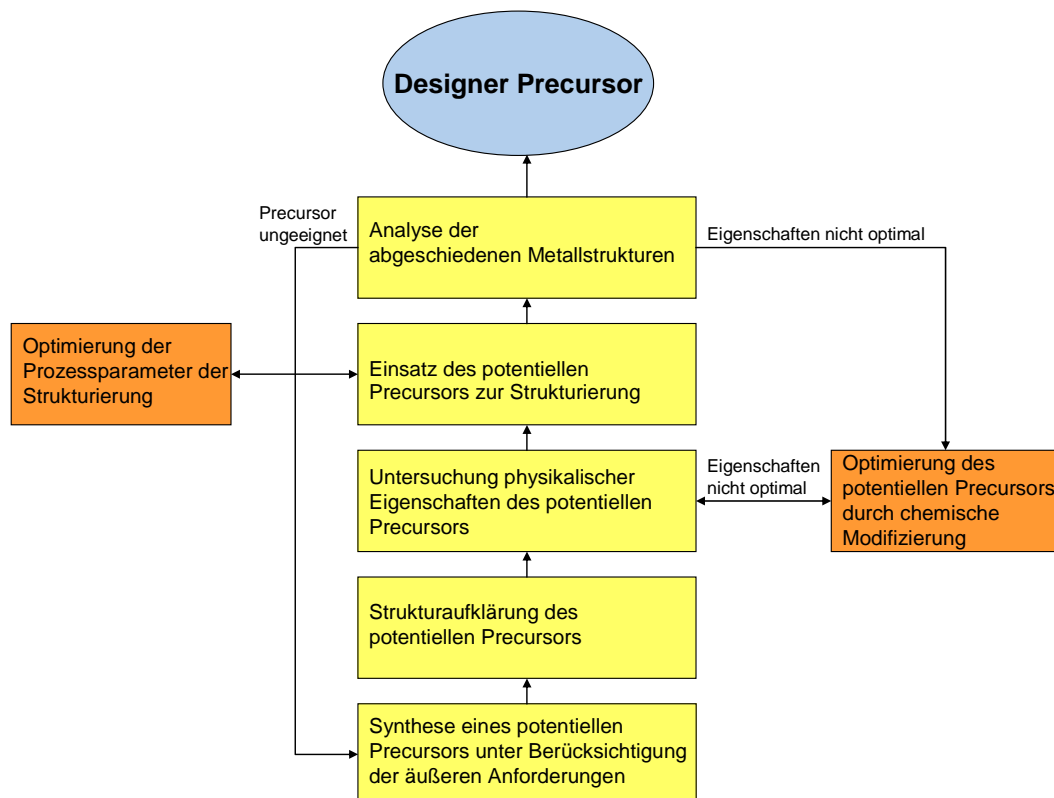 Designer Precursor
Precursor
ungeeignet
Analyse der
abgeschiedenen Metallstrukturen
Eigenschaften nicht optimal
Optimierung der
Prozessparameter der
Strukturierung
Einsatz des potentiellen
Precursors zur Strukturierung
Untersuchung physikalischer
Eigenschaften des potentiellen
Precursors
Eigenschaften
nicht optimal
Optimierung des
potentiellen Precursors
durch chemische
Modifizierung
Strukturaufklärung des
potentiellen Precursors
Synthese eines potentiellen
Precursors unter Berücksichtigung
der äußeren Anforderungen